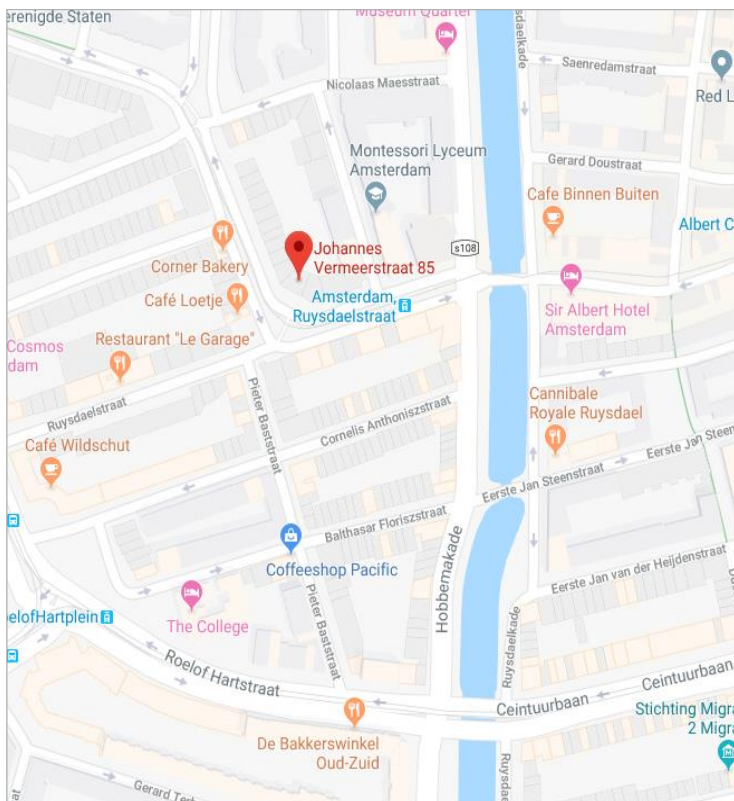 erenigde Staten
Museum Quarter
sdaelkade
Saenredamstraat
Red L
Nicolaas Maesstraat
Ruysdaelkade
Montessori Lyceum
Amsterdam
Gerard Doustraat
Cafe Binnen Buiten
Albert C
s108
Johannes
Vermeerstraat 85
Corner Bakery
Café Loetje
Amsterdam,
Ruysdaelstraat
Sir Albert Hotel
Amsterdam
Cosmos
dam
Restaurant "Le Garage"
Ruysdaelstraat
Pieter Baststraat
Cannibale
Royale Ruysdael
Cornelis Anthoniszstraat
Café Wildschut
Eerste Jan Steen
Eerste Jan Steenstraat
Balthasar Floriszstraat
Coffeeshop Pacific
Hobbemakade
Eerste Jan van der Heijdenstraat
The College
oelofHartplein
Pieter Baststraat
Ruysdaelkade
Roelof Hartstraat
Ceintuurbaan
Ceintuurbaan
Stichting Migra
2 Migra
De Bakkerswinkel
Oud-Zuid
Gerard Ter